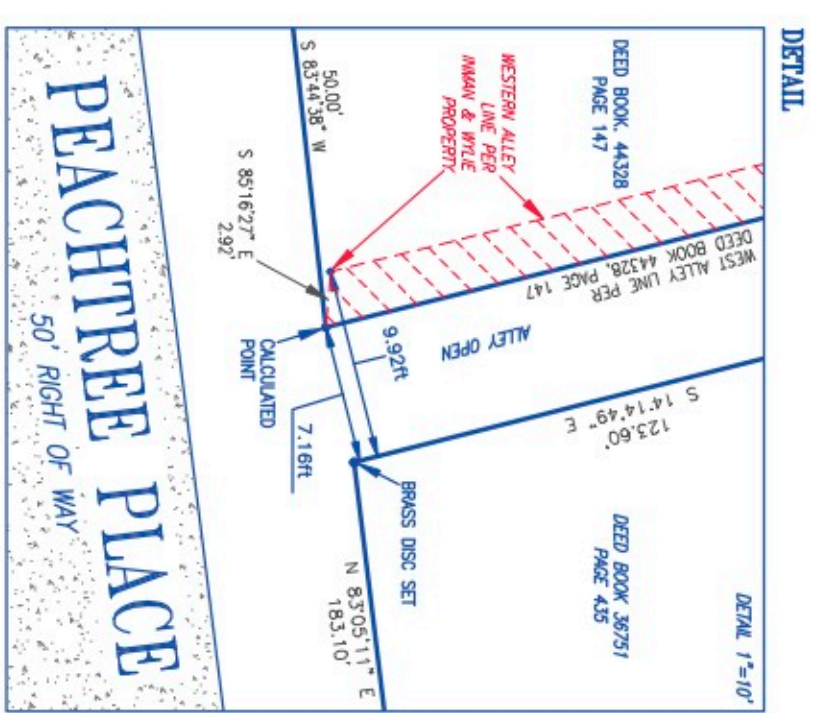 DETAIL
DEED BOOK, 44328
PAGE 147
WESTERN ALLEY
LINE PER
INMAN & WYLIE
PROPERTY
50.00'
S 83°44'38" W
S 85°16'27" E
2.92'
WEST ALLEY LINE PER
DEED BOOK 44328, PAGE 147
ALLEY OPEN
9.92ft
7.16ft
CALCULATED
POINT
BRASS DISC SET
S 14°14'49" E
123.60'
DEED BOOK 36751
PAGE 435
DETAIL 1"=10'
N 83°05'11" E
183.10'
PEACHTREE PLACE
50' RIGHT OF WAY